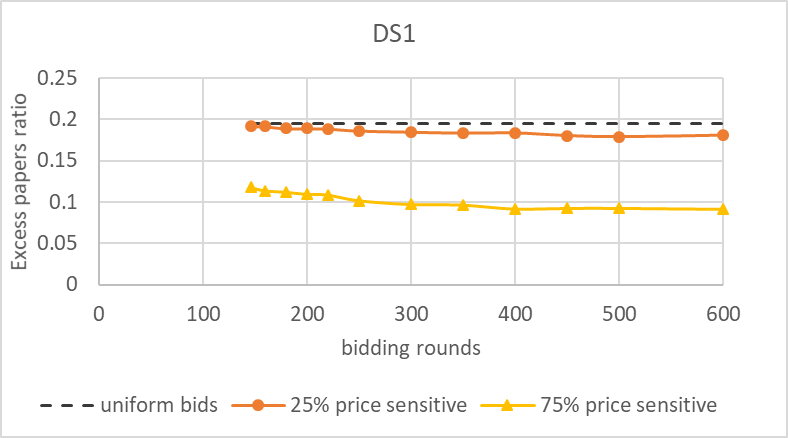 DS1
Excess papers ratio
0.25
0.2
0.15
0.1
0.05
0
0 100 200 300 400 500 600
bidding rounds
uniform bids 25% price sensitive 75% price sensitive